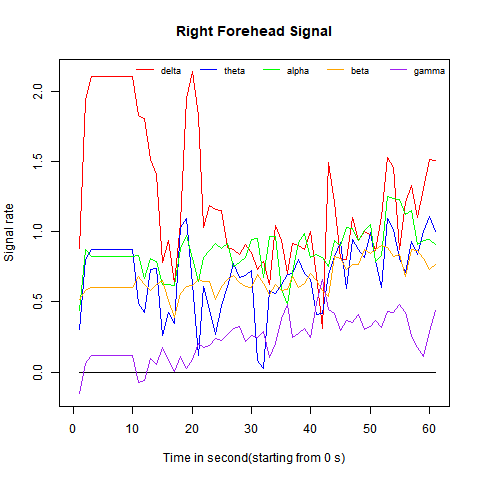 Right Forehead Signal
delta theta alpha beta gamma
Signal rate
2.0
1.5
1.0
0.5
0.0
0 10 20 30 40 50 60
Time in second(starting from 0 s)